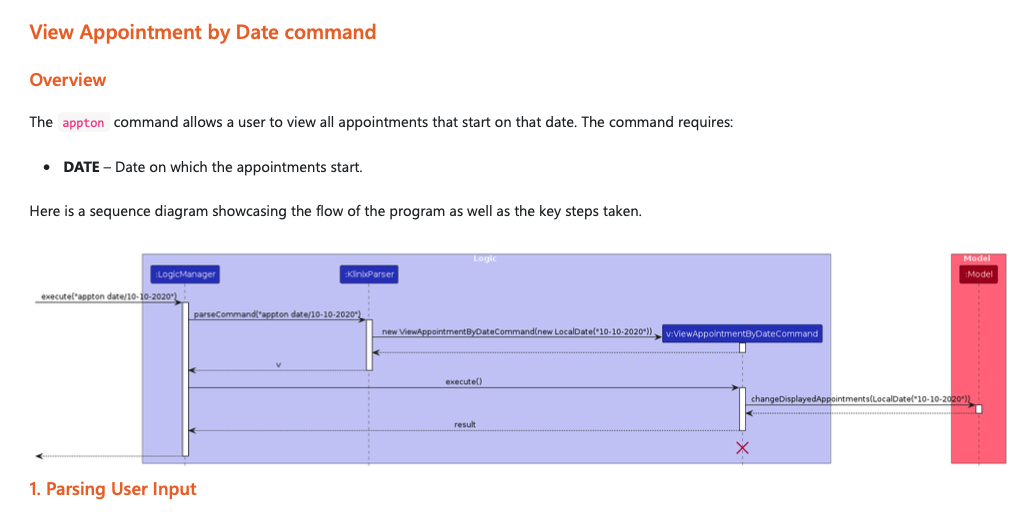 View Appointment by Date command
Overview
The appton command allows a user to view all appointments that start on that date. The command requires:
• DATE – Date on which the appointments start.
Here is a sequence diagram showcasing the flow of the program as well as the key steps taken.
Logic
Model
:LogicManager
:KlinixParser
:Model
execute("appton date/10-10-2020")
parseCommand("appton date/10-10-2020")
new ViewAppointmentByDateCommand(new LocalDate("10-10-2020"))
v:ViewAppointmentByDateCommand
v
execute()
changeDisplayedAppointments(LocalDate("10-10-2020"))
result
1. Parsing User Input